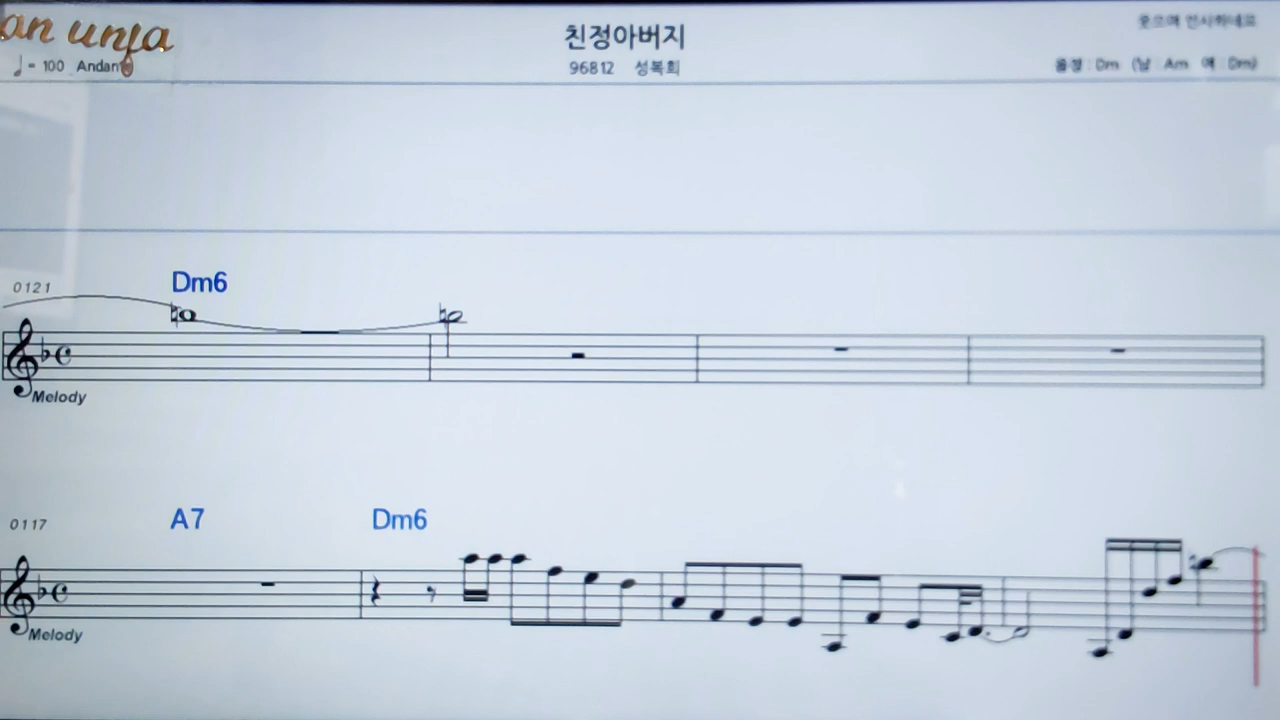 an unja
친정아버지
♩= 100 Andan
96812 성복희
음정 : Dm (남 Am 여 Dm)
0121
Dm6
Melody
0117
A7 Dm6
Melody